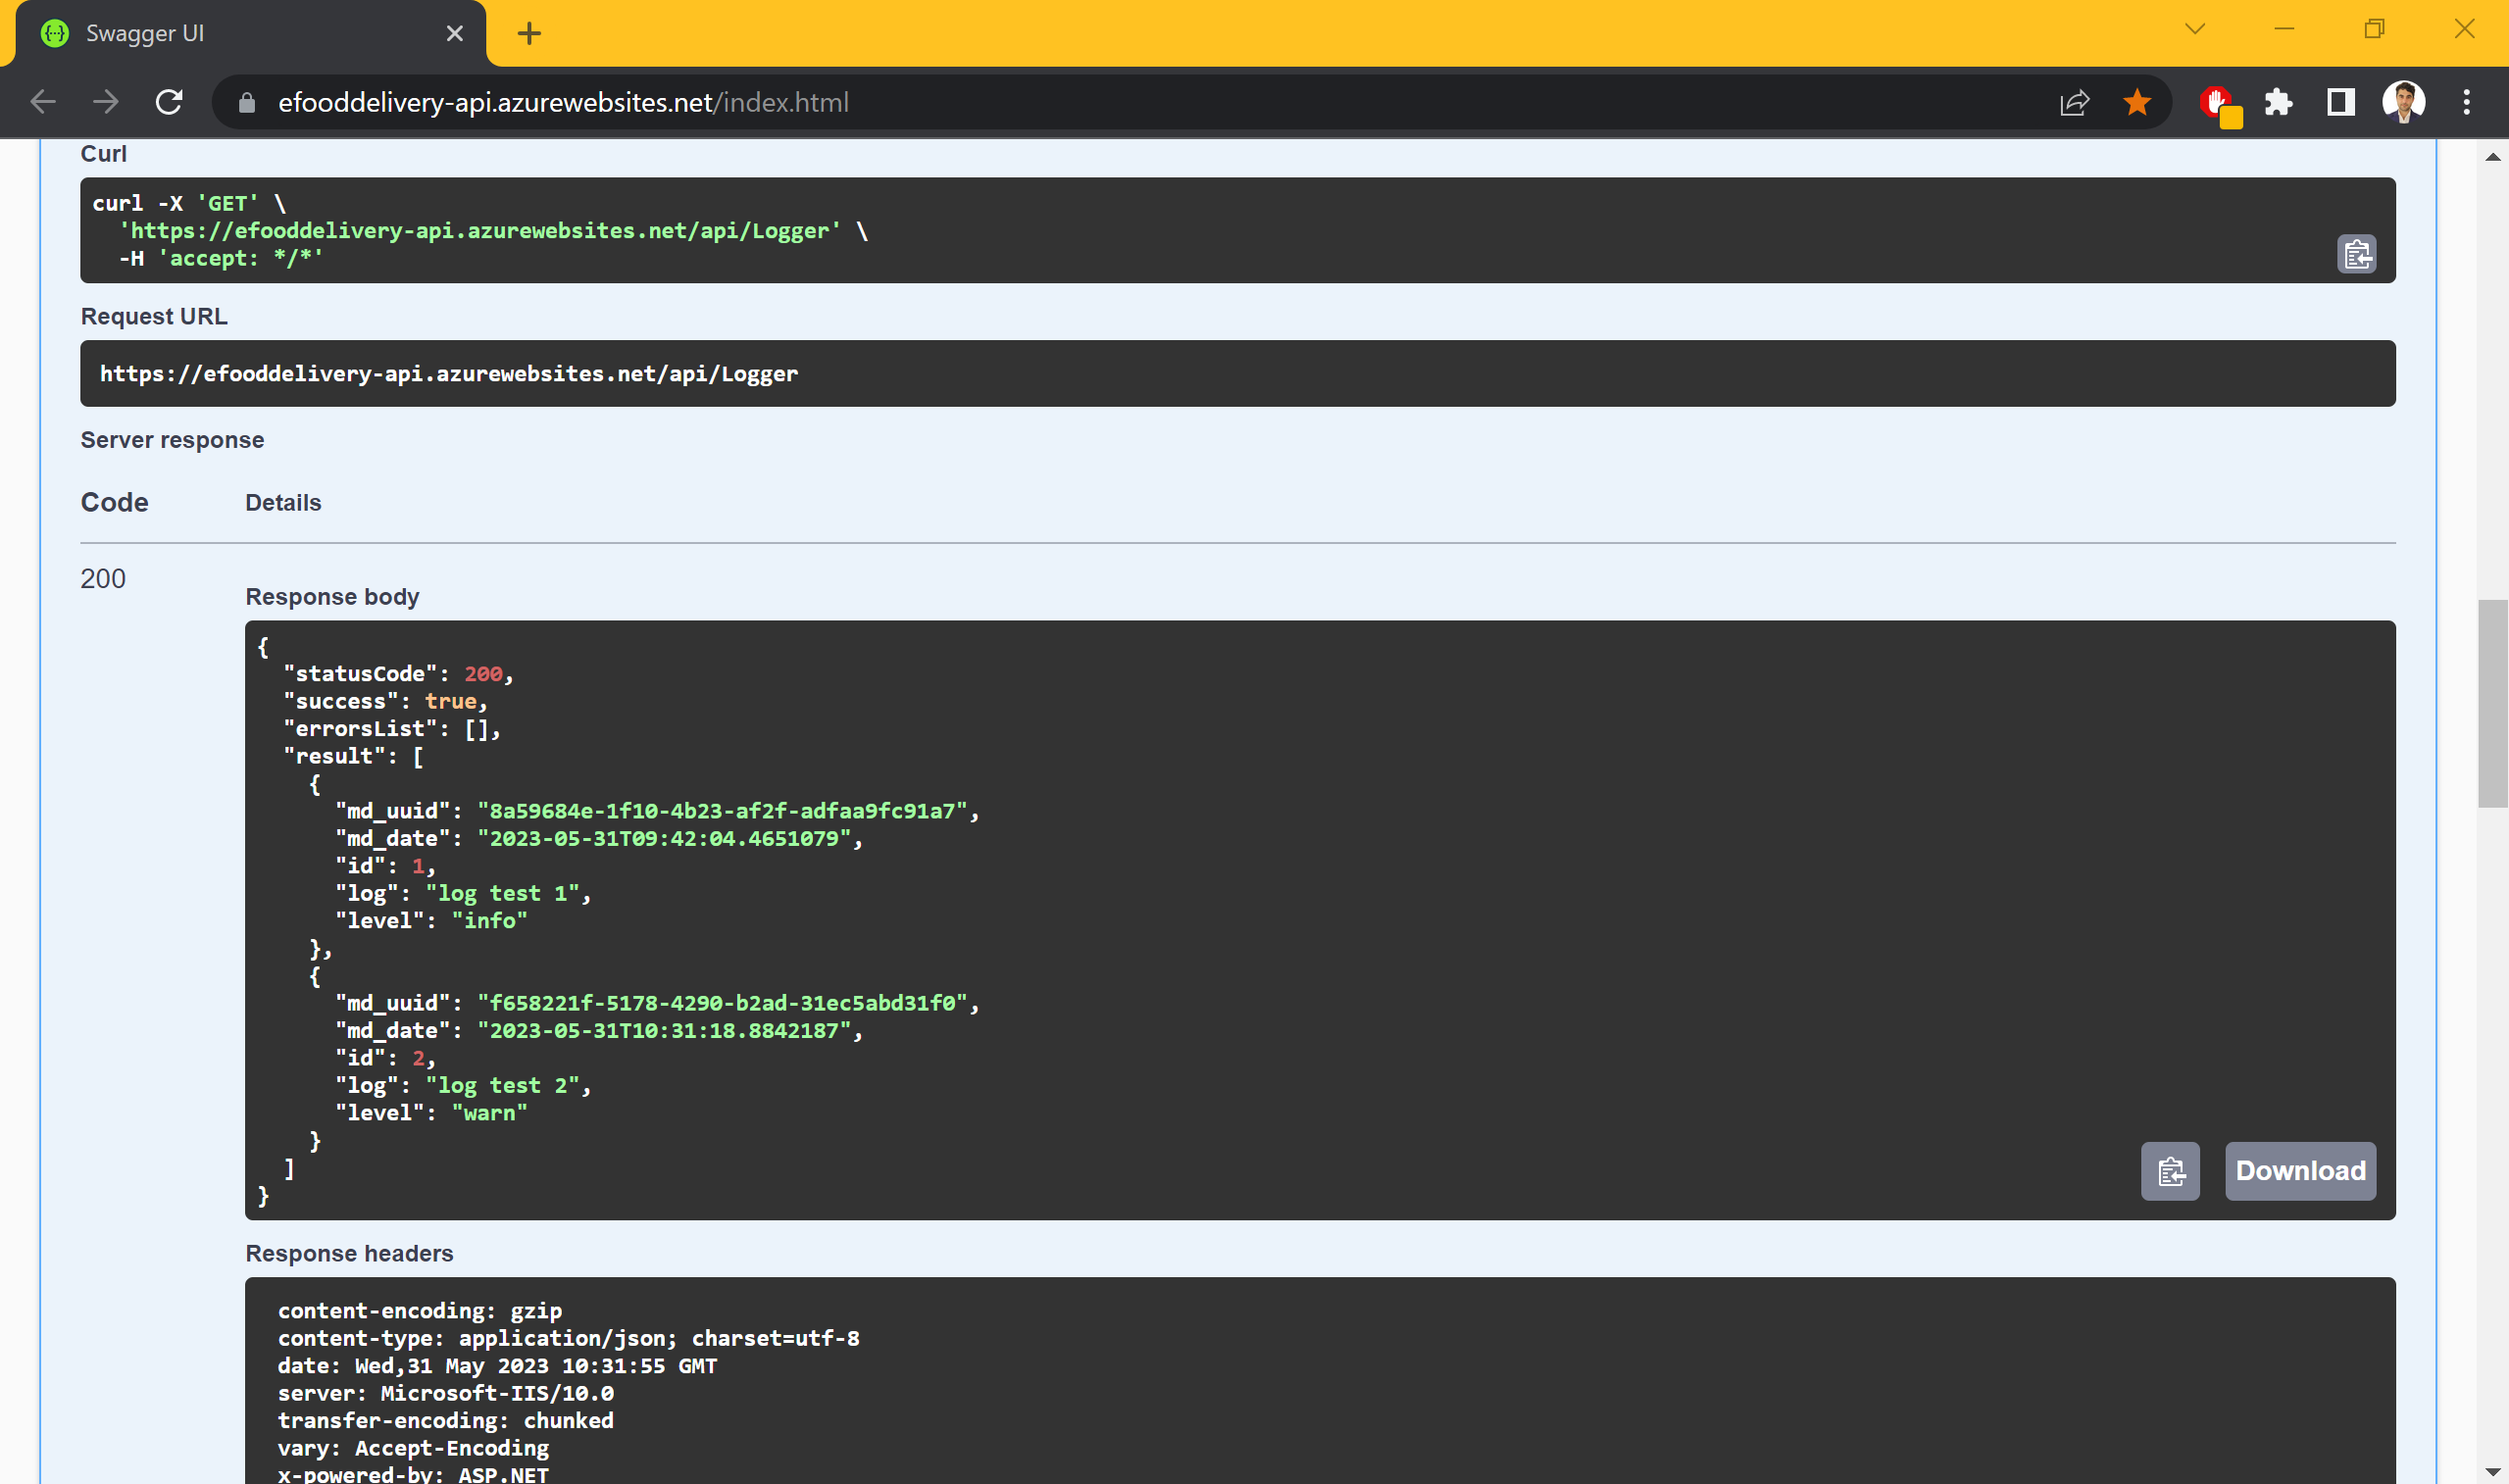 Swagger UI
efooddelivery-api.azurewebsites.net/index.html
Curl
curl -X 'GET' \
  'https://efooddelivery-api.azurewebsites.net/api/Logger' \
  -H 'accept: */*'
Request URL
https://efooddelivery-api.azurewebsites.net/api/Logger
Server response
Code Details
200
Response body
{
  "statusCode": 200,
  "success": true,
  "errorsList": [],
  "result": [
    {
      "md_uuid": "8a59684e-1f10-4b23-af2f-adfaa9fc91a7",
      "md_date": "2023-05-31T09:42:04.4651079",
      "id": 1,
      "log": "log test 1",
      "level": "info"
    },
    {
      "md_uuid": "f658221f-5178-4290-b2ad-31ec5abd31f0",
      "md_date": "2023-05-31T10:31:18.8842187",
      "id": 2,
      "log": "log test 2",
      "level": "warn"
    }
  ]
}
Download
Response headers
content-encoding: gzip
content-type: application/json; charset=utf-8
date: Wed,31 May 2023 10:31:55 GMT
server: Microsoft-IIS/10.0
transfer-encoding: chunked
vary: Accept-Encoding
x-powered-by: ASP.NET